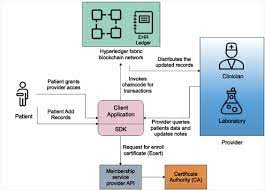 EHR
Ledger
Hyperledger fabric
blockchain network
Distributes the
updated records
Clinician
Laboratory
Provider
Invokes
cheincode for
transactions
Patient grants
provider acces
Patient Add
Records
Patient
Client
Application
SDK
Provider queries
patients data and
updates notes
Request for enroll
certificate (Ecert)
Membership
service
provider API
Certificate
Authority (CA)